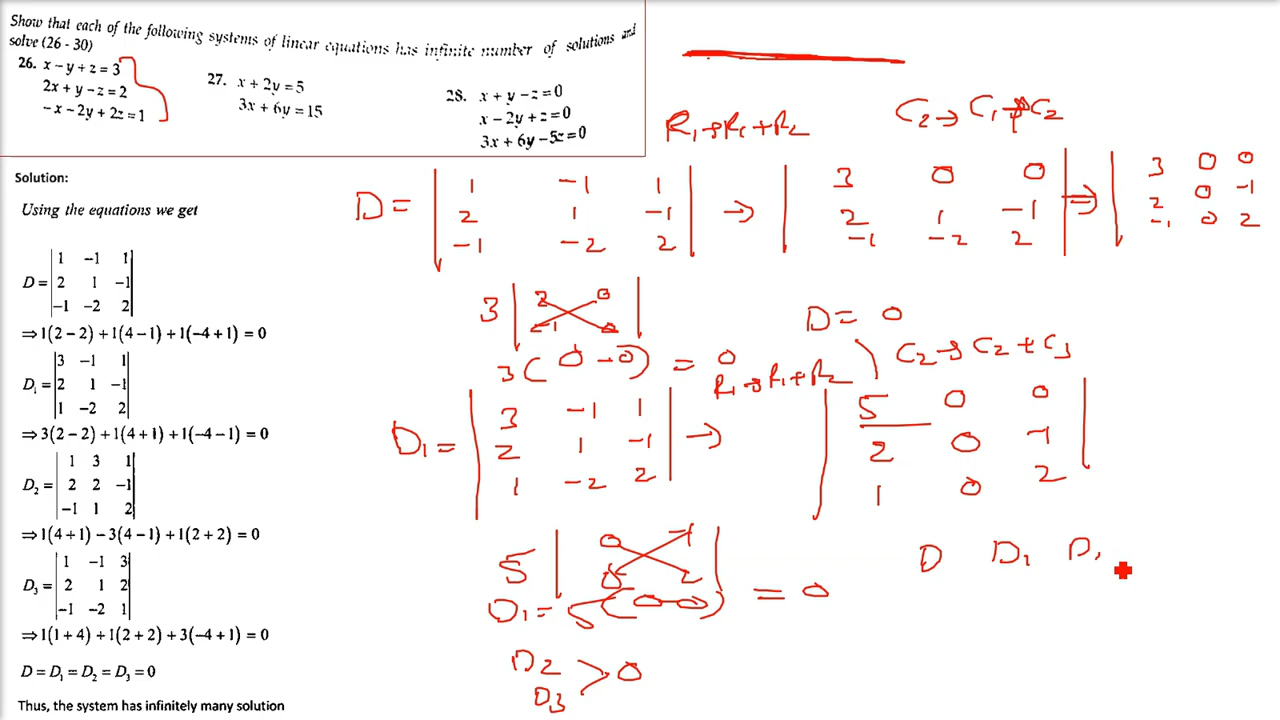 Show that each of the following systems of linear equations has infinite number of solutions and
solve (26 - 30)
26. x − y + z = 3
2x + y − z = 2
−x − 2y + 2z = 1
27. x + 2y = 5
3x + 6y = 15
28. x + y − z = 0
x − 2y + z = 0
3x + 6y − 5z = 0
Solution:
Using the equations we get
D = |1 −1 1|
|2 1 −1|
|−1 −2 2|
⇒ 1(2 − 2) + 1(4 − 1) + 1(−4 + 1) = 0
D₁ = |3 −1 1|
|2 1 −1|
|1 −2 2|
⇒ 3(2 − 2) + 1(4 + 1) + 1(−4 − 1) = 0
D₂ = |1 3 1|
|2 2 −1|
|−1 1 2|
⇒ 1(4 + 1) − 3(4 − 1) + 1(2 + 2) = 0
D₃ = |1 −1 3|
|2 1 2|
|−1 −2 1|
⇒ 1(1 + 4) + 1(2 + 2) + 3(−4 + 1) = 0
D = D₁ = D₂ = D₃ = 0
Thus, the system has infinitely many solution
R₁ → R₁ + R₂
C₂ → C₁ + C₂
D = |1 −1 1| → |3 0 0| ⇒ |3 0 0|
|2 1 −1| |2 1 −1| |2 0 −1|
|−1 −2 2| |−1 −2 2| |−1 0 2|
D = 0
3(0 − 0) = 0
R₁ → R₁ + R₂
C₂ → C₂ + C₃
D₁ = |3 −1 1| → |5 0 0|
|2 1 −1| |2 0 −1|
|1 −2 2| |1 0 2|
5 |0 −1|
|0 2|
D₁ = 5(0 − 0) = 0
D₂
D₃ > 0
D D₁ D,